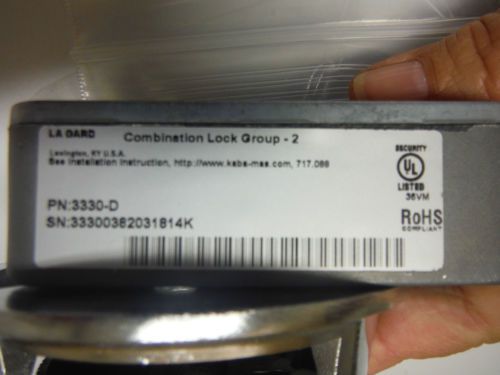 LA GARD Combination Lock Group - 2
Lexington, KY U.S.A.
See Installation Instruction, http://www.kaba-mas.com, 717.088
PN:3330-D
SN:33300382031814K
SECURITY
UL
LISTED
36VM
RoHS
COMPLIANT